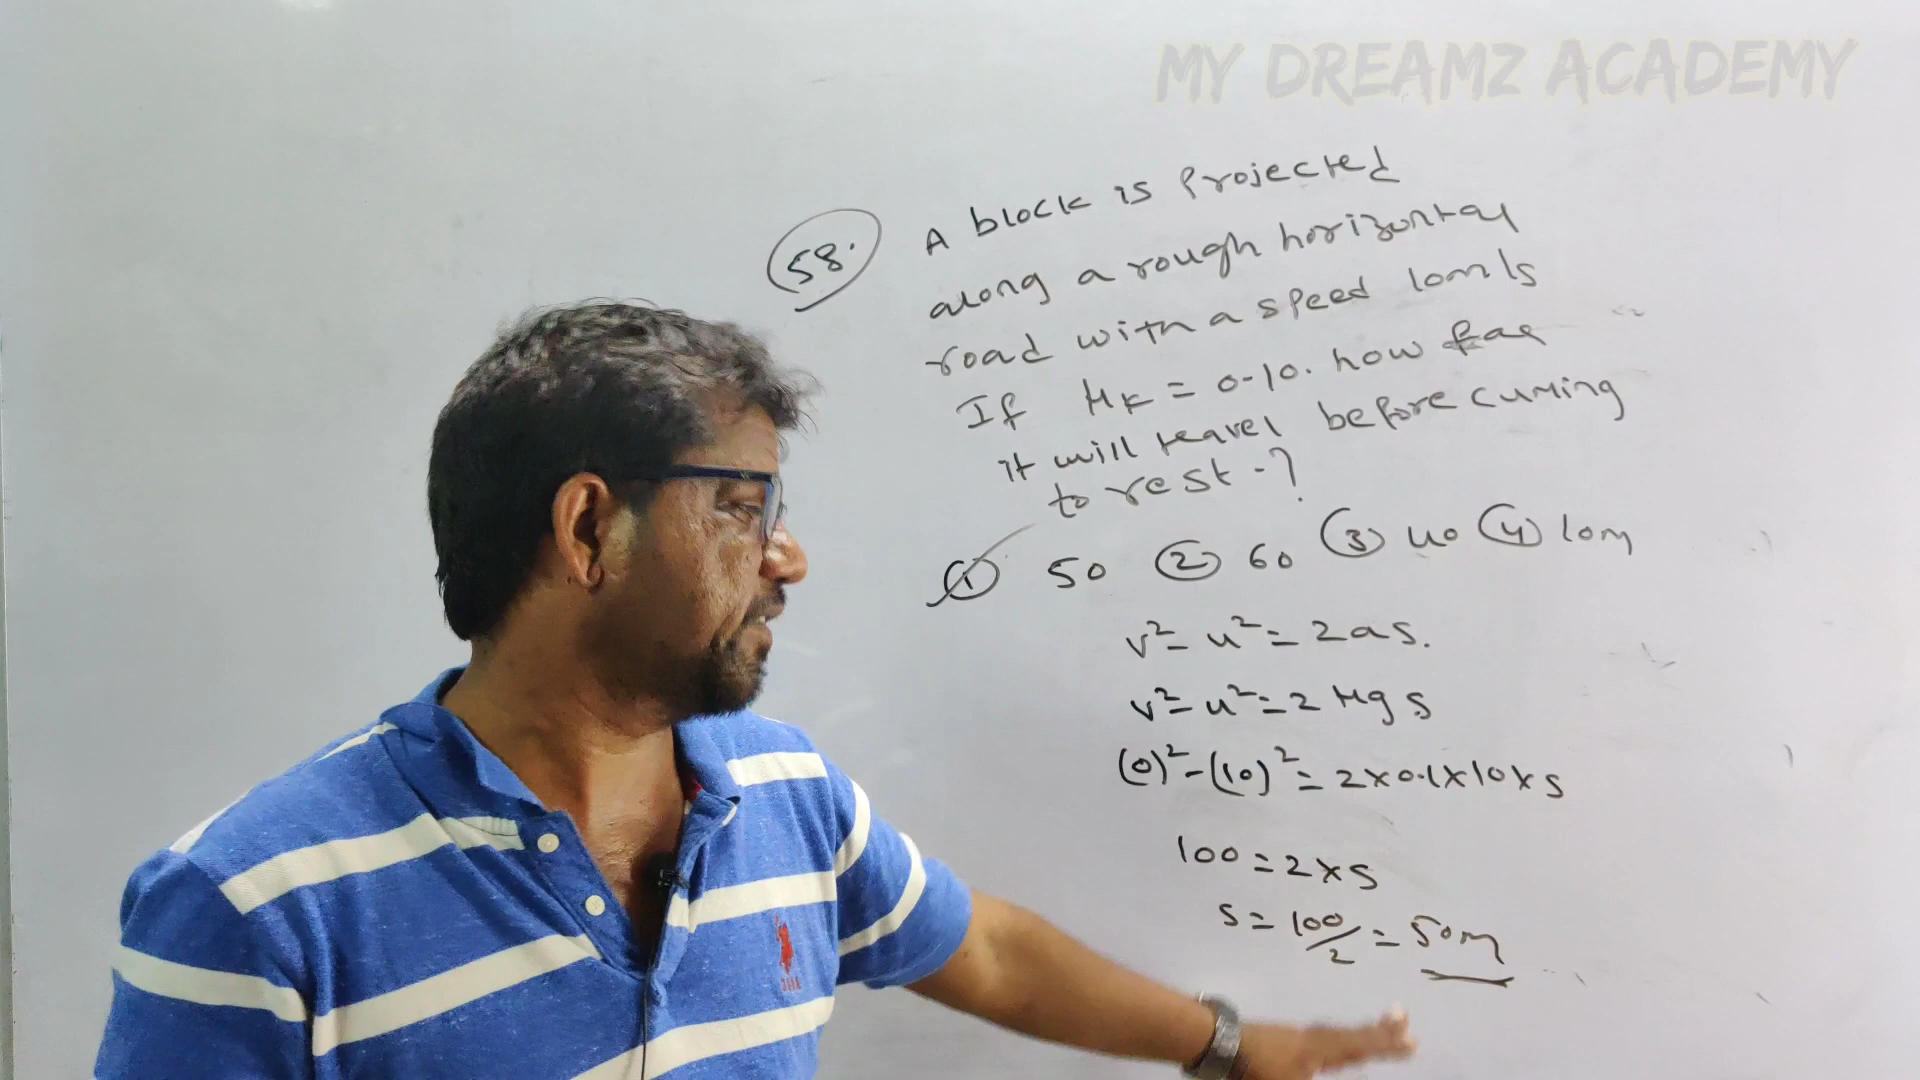 MY DREAMZ ACADEMY
58. A block is projected
along a rough horizontal
road with a speed 10m/s
If μK = 0.10. how far
it will travel before cuming
to rest.?
① 50 ② 60 ③ 40 ④ 10m
v² - u² = 2as.
v² - u² = 2μgs
(0)² - (10)² = 2×0.1×10×s
100 = 2×s
s = 100/2 = 50m